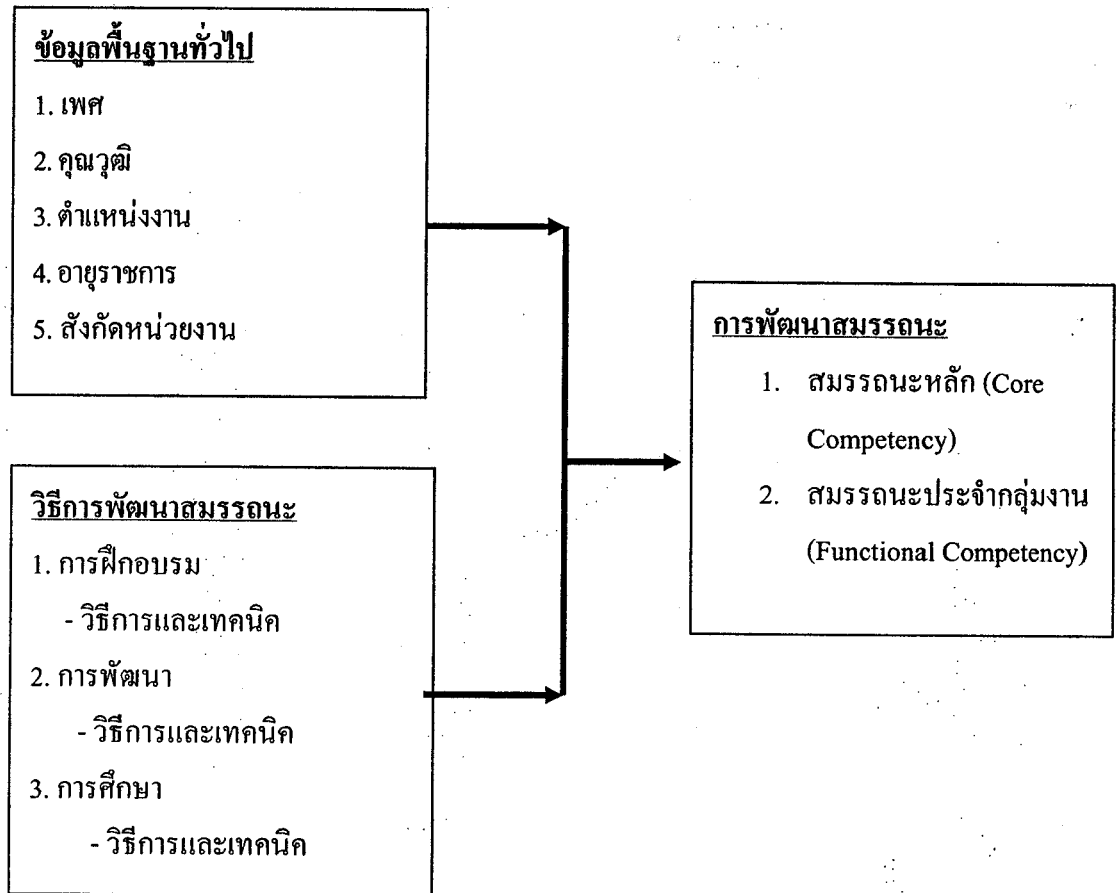 ข้อมูลพื้นฐานทั่วไป
1. เพศ
2. คุณวุฒิ
3. ตำแหน่งงาน
4. อายุราชการ
5. สังกัดหน่วยงาน
วิธีการพัฒนาสมรรถนะ
1. การฝึกอบรม
- วิธีการและเทคนิค
2. การพัฒนา
- วิธีการและเทคนิค
3. การศึกษา
- วิธีการและเทคนิค
การพัฒนาสมรรถนะ
1. สมรรถนะหลัก (Core
Competency)
2. สมรรถนะประจำกลุ่มงาน
(Functional Competency)